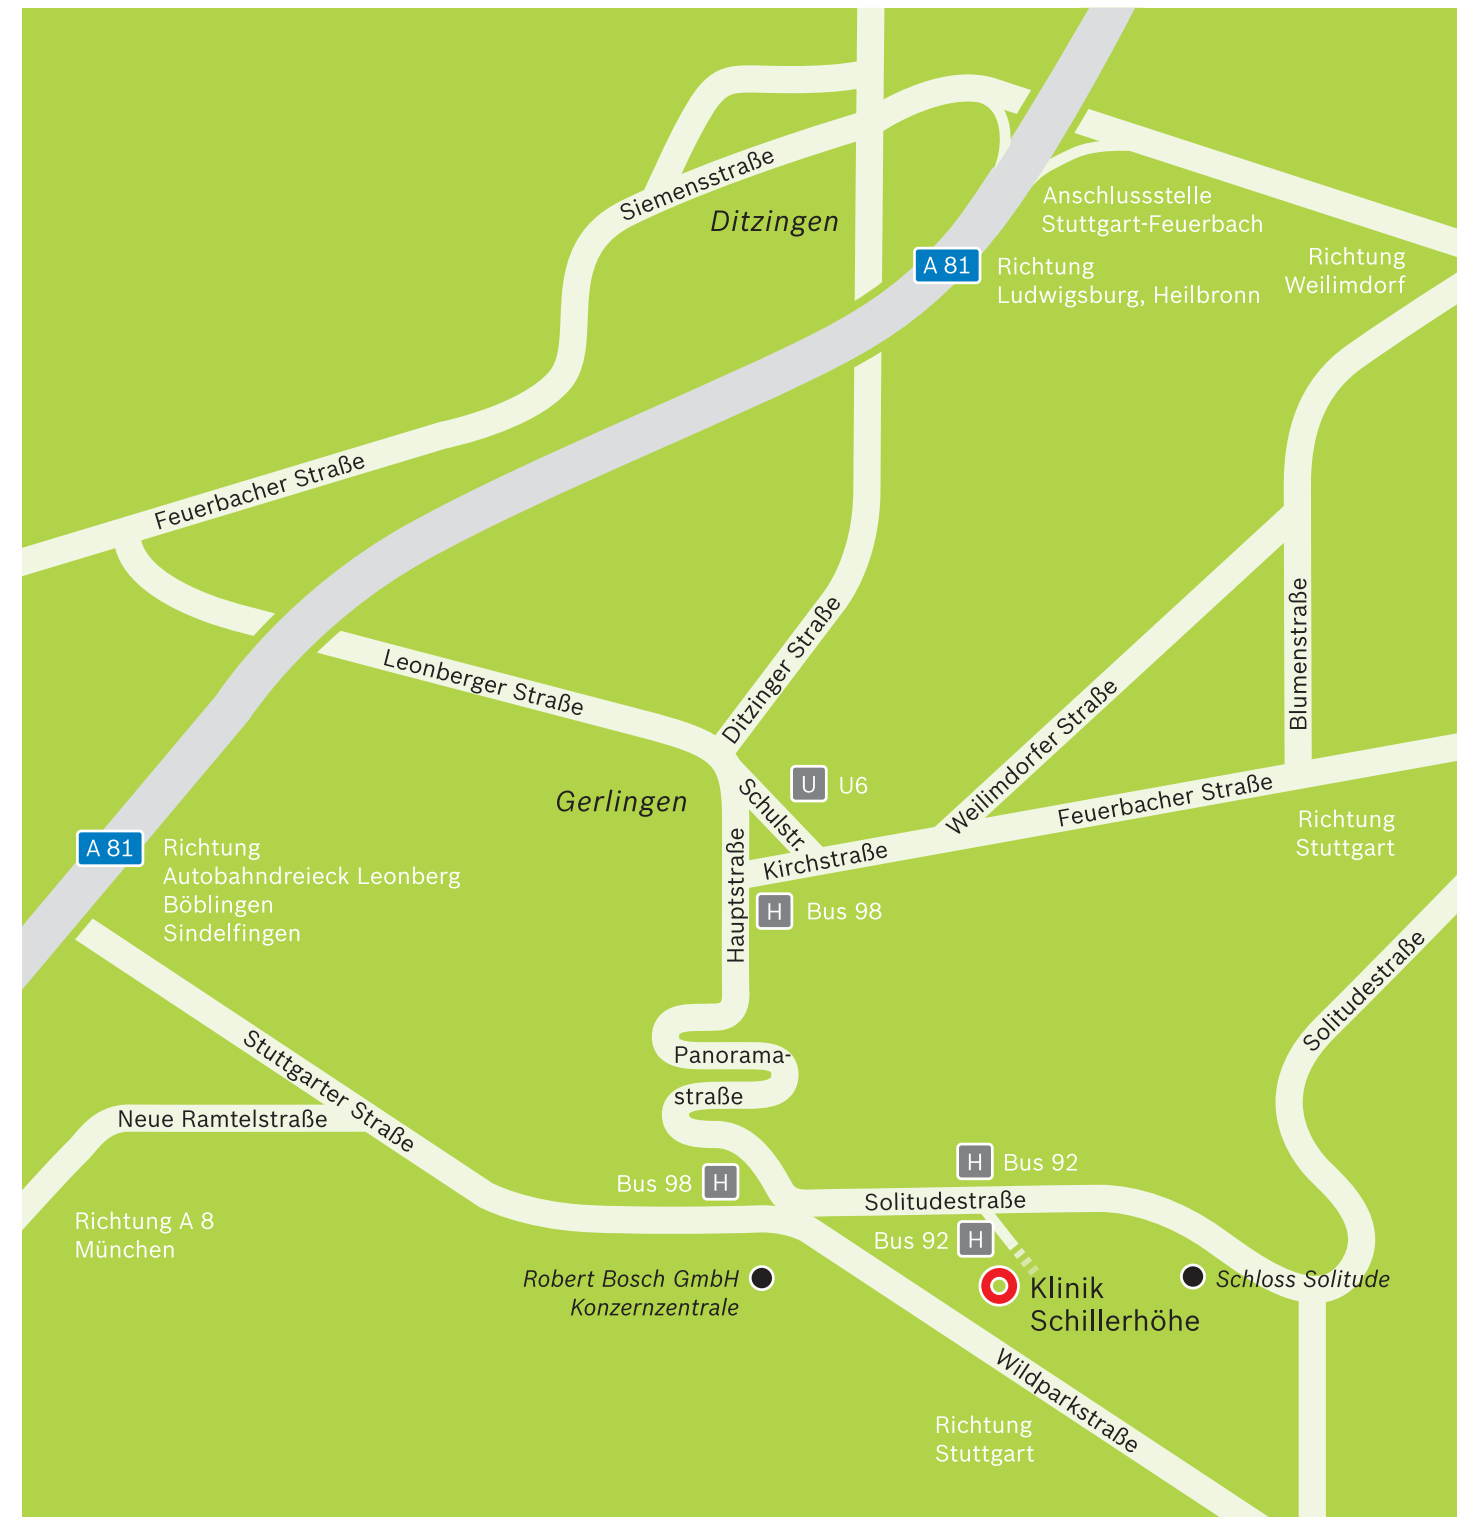 Siemensstraße
Ditzingen
Anschlussstelle
Stuttgart-Feuerbach
A 81
Richtung
Ludwigsburg, Heilbronn
Richtung
Weilimdorf
Feuerbacher Straße
Leonberger Straße
Ditzinger Straße
Blumenstraße
Weilimdorfer Straße
U
U6
Schulstr.
Gerlingen
Feuerbacher Straße
Richtung
Stuttgart
Kirchstraße
Hauptstraße
H
Bus 98
A 81
Richtung
Autobahndreieck Leonberg
Böblingen
Sindelfingen
Solitudestraße
Stuttgarter Straße
Panorama-
straße
Neue Ramtelstraße
Richtung A 8
München
Bus 98
H
H
Bus 92
Solitudestraße
Bus 92
H
Robert Bosch GmbH
Konzernzentrale
Klinik
Schillerhöhe
Schloss Solitude
Wildparkstraße
Richtung
Stuttgart